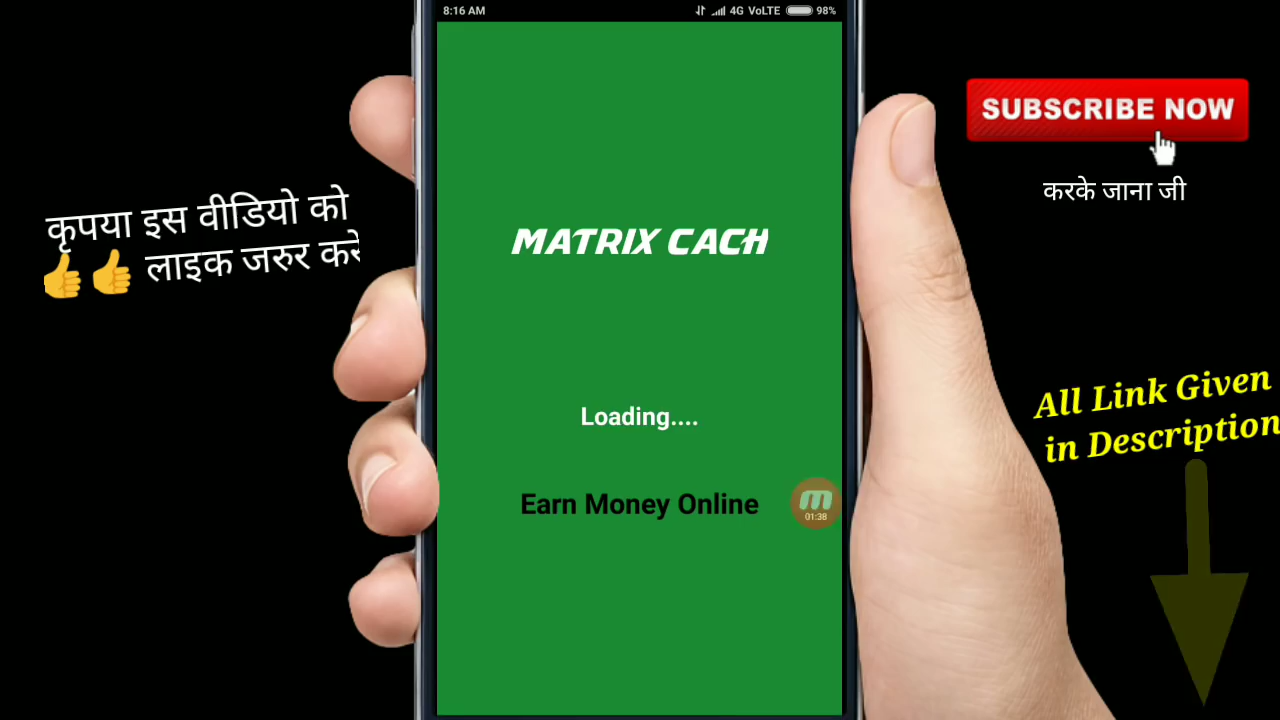 8:16 AM 4G VoLTE 98%
SUBSCRIBE NOW
करके जाना जी
कृपया इस वीडियो को
👍👍 लाइक जरुर करे
MATRIX CACH
All Link Given
in Description
Loading....
Earn Money Online
01:38